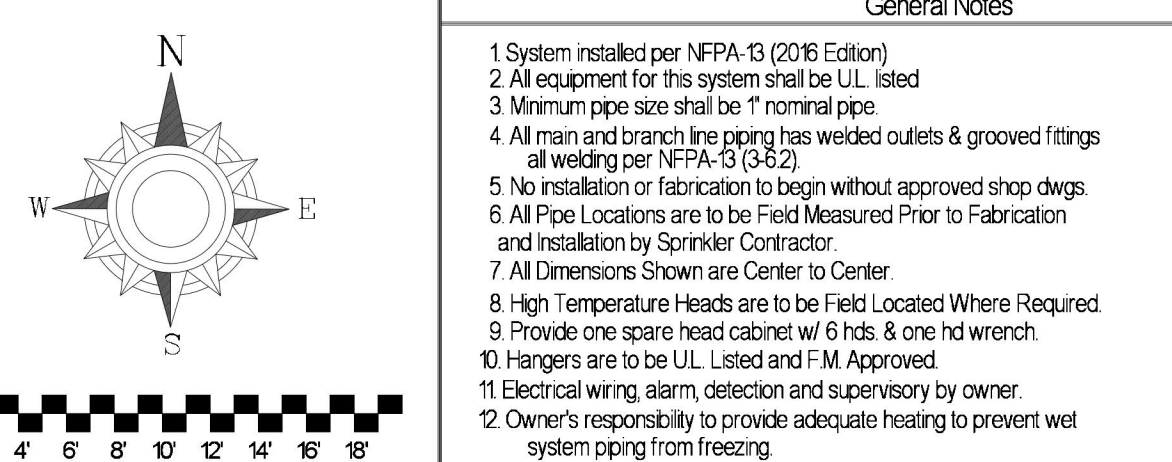 General Notes
N
W
E
S
4' 6' 8' 10' 12' 14' 16' 18'
1. System installed per NFPA-13 (2016 Edition)
2. All equipment for this system shall be U.L. listed
3. Minimum pipe size shall be 1" nominal pipe.
4. All main and branch line piping has welded outlets & grooved fittings
all welding per NFPA-13 (3-6.2).
5. No installation or fabrication to begin without approved shop dwgs.
6. All Pipe Locations are to be Field Measured Prior to Fabrication
and Installation by Sprinkler Contractor.
7. All Dimensions Shown are Center to Center.
8. High Temperature Heads are to be Field Located Where Required.
9. Provide one spare head cabinet w/ 6 hds. & one hd wrench.
10. Hangers are to be U.L. Listed and F.M. Approved.
11. Electrical wiring, alarm, detection and supervisory by owner.
12. Owner's responsibility to provide adequate heating to prevent wet
system piping from freezing.